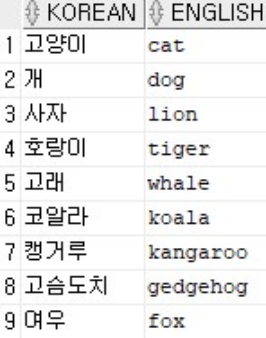 KOREAN ENGLISH
1 고양이 cat
2 개 dog
3 사자 lion
4 호랑이 tiger
5 고래 whale
6 코알라 koala
7 캥거루 kangaroo
8 고슴도치 gedgehog
9 여우 fox